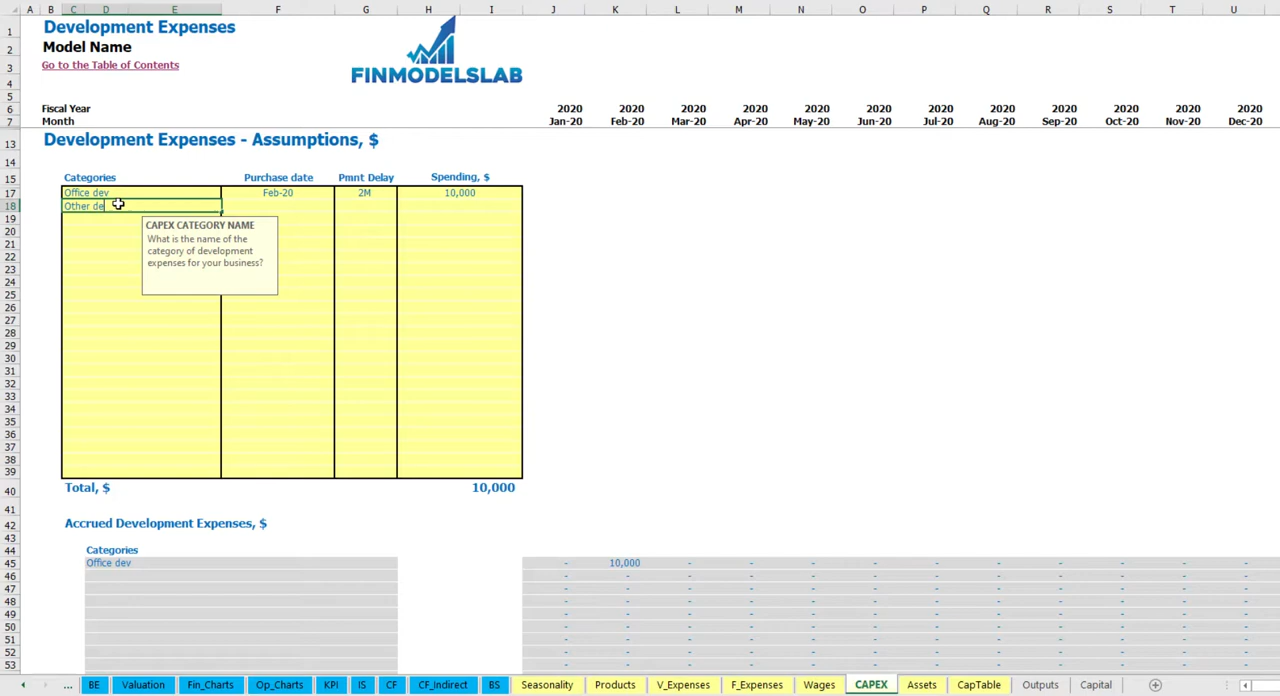 A B C D E F G H I J K L M N O P Q R S T U
1 Development Expenses
2 Model Name
3 Go to the Table of Contents
FINMODELSLAB
4
5
6 Fiscal Year 2020 2020 2020 2020 2020 2020 2020 2020 2020 2020 2020 2020
7 Month Jan-20 Feb-20 Mar-20 Apr-20 May-20 Jun-20 Jul-20 Aug-20 Sep-20 Oct-20 Nov-20 Dec-20
13 Development Expenses - Assumptions, $
14
15 Categories Purchase date Pmnt Delay Spending, $
17 Office dev Feb-20 2M 10,000
18 Other de
19
CAPEX CATEGORY NAME
20 What is the name of the
21 category of development
22 expenses for your business?
23
24
25
26
27
28
29
30
31
32
33
34
35
36
37
38
39
40 Total, $ 10,000
41
42 Accrued Development Expenses, $
43
44 Categories
45 Office dev - 10,000 - - - - - - - - - -
46 - - - - - - - - - - - -
47 - - - - - - - - - - - -
48 - - - - - - - - - - - -
49 - - - - - - - - - - - -
50 - - - - - - - - - - - -
51 - - - - - - - - - - - -
52 - - - - - - - - - - - -
53 - - - - - - - - - - - -
... BE Valuation Fin_Charts Op_Charts KPI IS CF CF_Indirect BS Seasonality Products V_Expenses F_Expenses Wages CAPEX Assets CapTable Outputs Capital